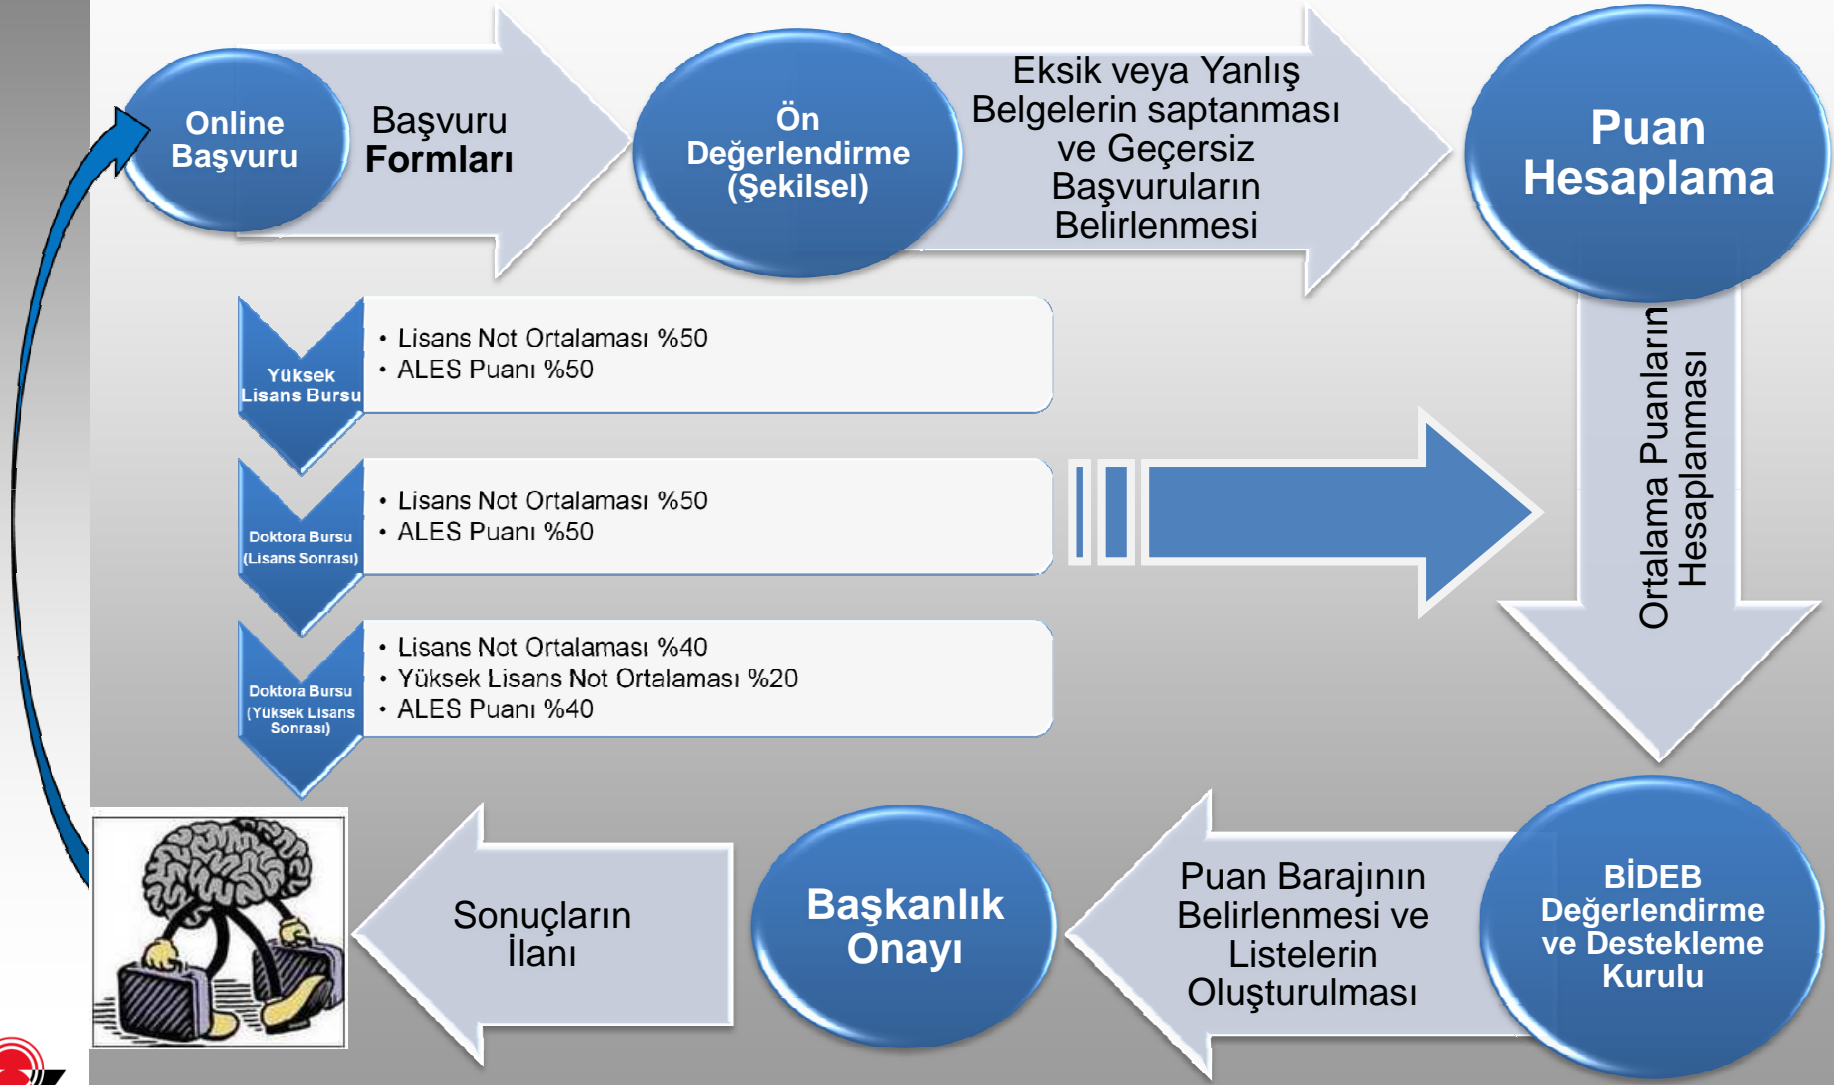 Online
Başvuru
Başvuru
Formları
Ön
Değerlendirme
(Şekilsel)
Eksik veya Yanlış
Belgelerin saptanması
ve Geçersiz
Başvuruların
Belirlenmesi
Puan
Hesaplama
Yüksek
Lisans Bursu
• Lisans Not Ortalaması %50
• ALES Puanı %50
Doktora Bursu
(Lisans Sonrası)
• Lisans Not Ortalaması %50
• ALES Puanı %50
Doktora Bursu
(Yüksek Lisans
Sonrası)
• Lisans Not Ortalaması %40
• Yüksek Lisans Not Ortalaması %20
• ALES Puanı %40
Ortalama Puanların
Hesaplanması
BİDEB
Değerlendirme
ve Destekleme
Kurulu
Puan Barajının
Belirlenmesi ve
Listelerin
Oluşturulması
Başkanlık
Onayı
Sonuçların
İlanı